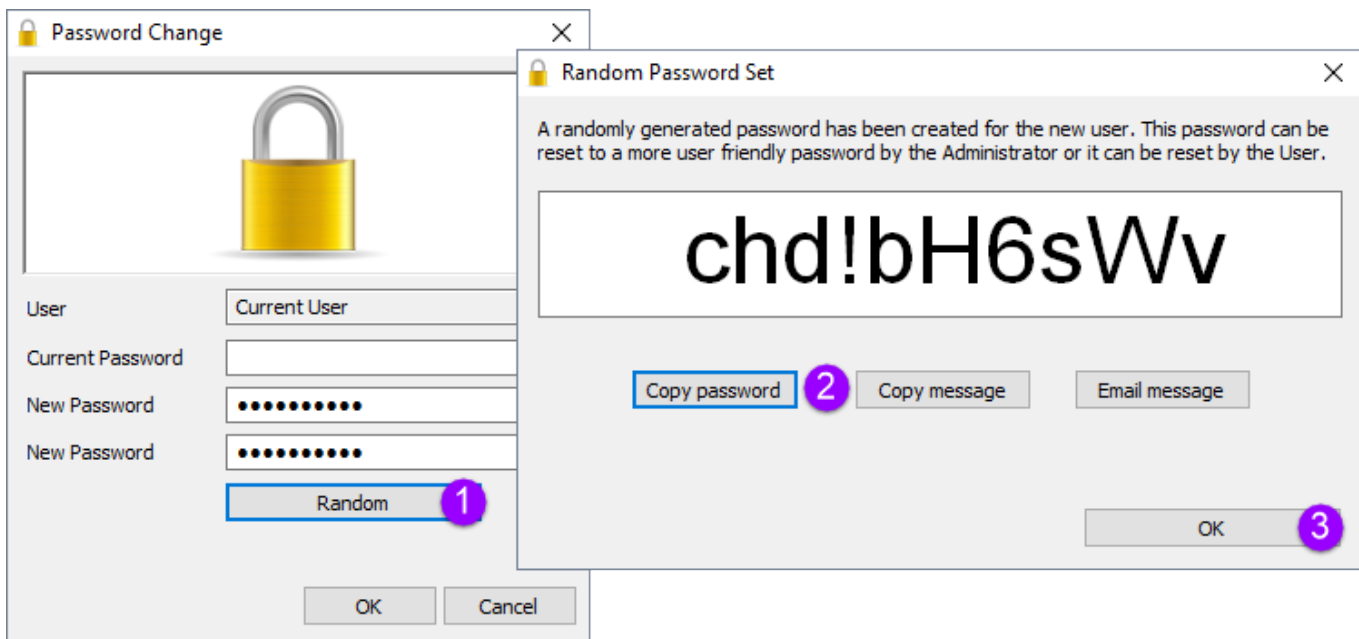 Password Change
User
Current User
Current Password
New Password
●●●●●●●●●●
New Password
●●●●●●●●●●
Random
1
OK
Cancel
Random Password Set
A randomly generated password has been created for the new user. This password can be
reset to a more user friendly password by the Administrator or it can be reset by the User.
chd!bH6sWv
Copy password
2
Copy message
Email message
OK
3